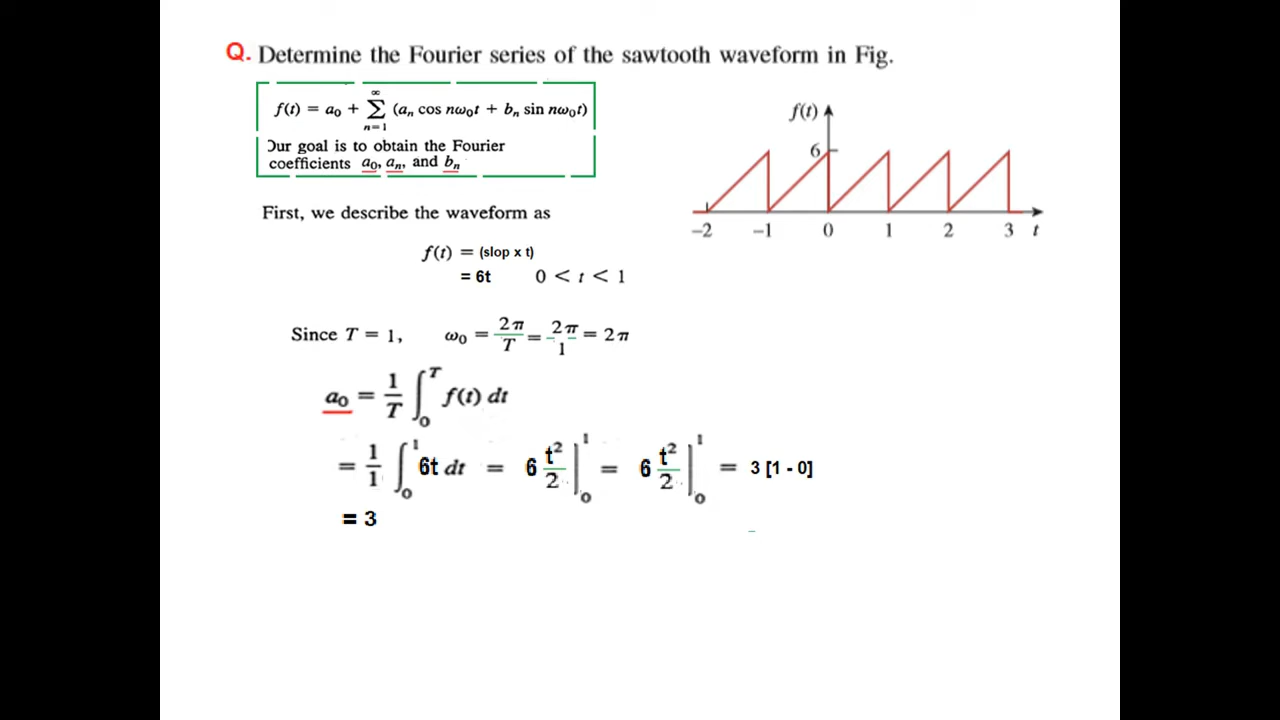 Q. Determine the Fourier series of the sawtooth waveform in Fig.
f(t) = a₀ + ∑ₙ₌₁^∞ (aₙ cos nω₀t + bₙ sin nω₀t)
Our goal is to obtain the Fourier
coefficients a₀, aₙ, and bₙ
f(t)
6
-2 -1 0 1 2 3 t
First, we describe the waveform as
f(t) = (slop x t)
= 6t 0 < t < 1
Since T = 1, ω₀ = 2π/T = 2π/1 = 2π
a₀ = 1/T ∫₀ᵀ f(t) dt
= 1/1 ∫₀¹ 6t dt = 6 t²/2 |₀¹ = 6 t²/2 |₀¹ = 3 [1 - 0]
= 3